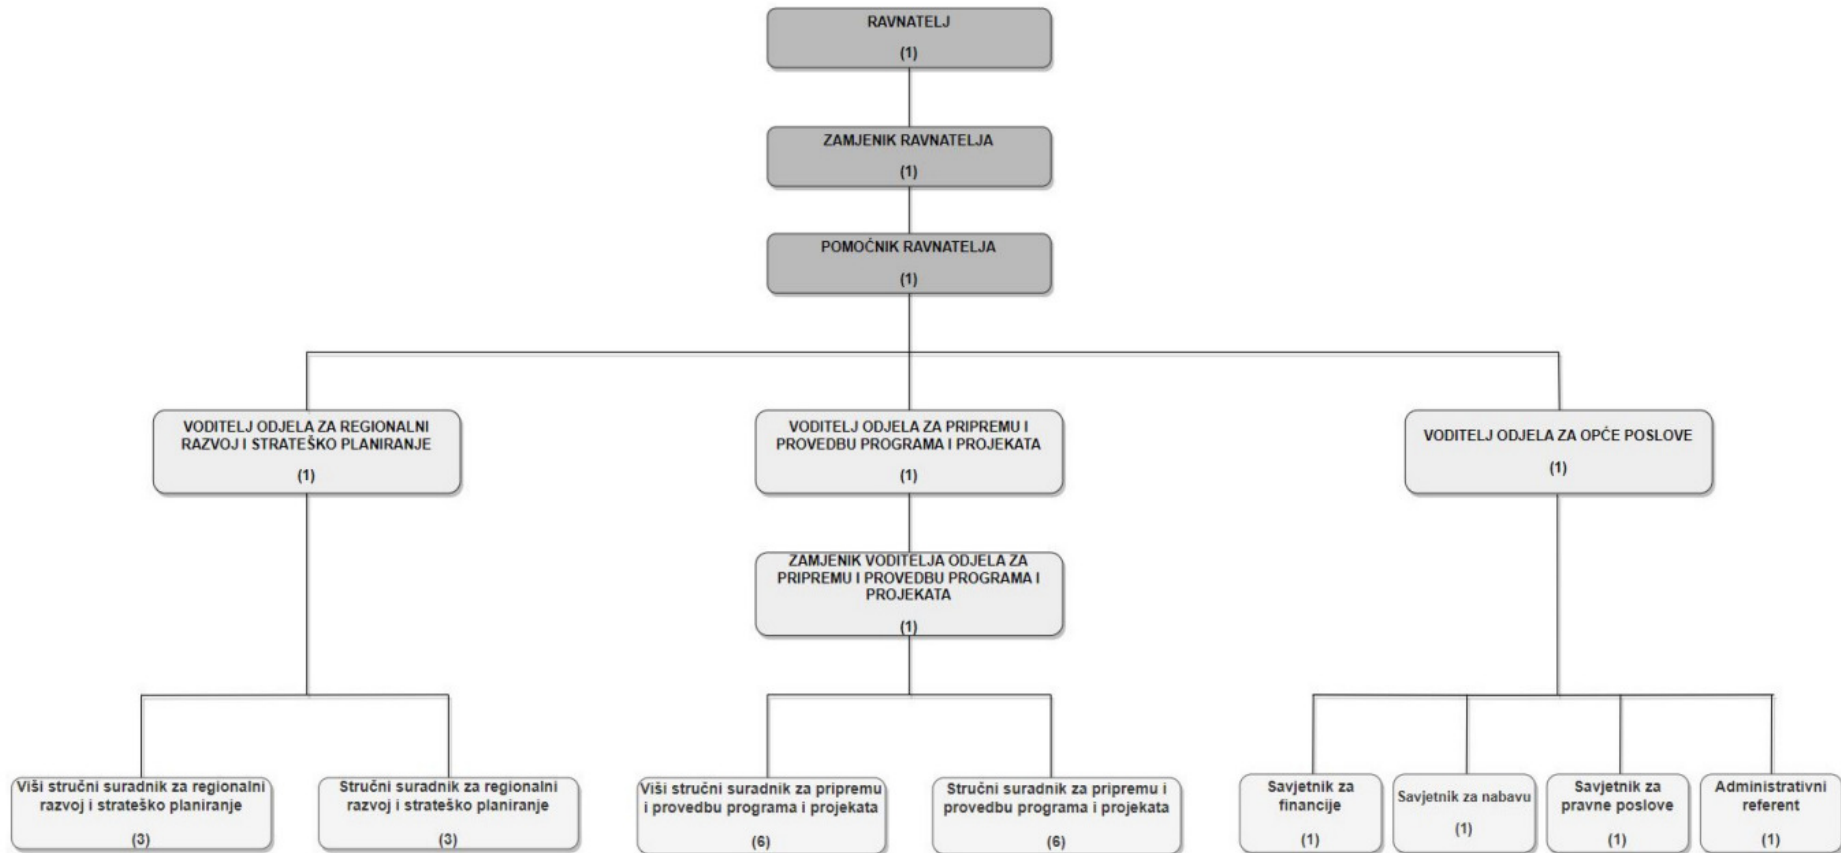 RAVNATELJ
(1)
ZAMJENIK RAVNATELJA
(1)
POMOĆNIK RAVNATELJA
(1)
VODITELJ ODJELA ZA REGIONALNI
RAZVOJ I STRATEŠKO PLANIRANJE
(1)
VODITELJ ODJELA ZA PRIPREMU I
PROVEDBU PROGRAMA I PROJEKATA
(1)
VODITELJ ODJELA ZA OPĆE POSLOVE
(1)
ZAMJENIK VODITELJA ODJELA ZA
PRIPREMU I PROVEDBU PROGRAMA I
PROJEKATA
(1)
Viši stručni suradnik za regionalni
razvoj i strateško planiranje
(3)
Stručni suradnik za regionalni
razvoj i strateško planiranje
(3)
Viši stručni suradnik za pripremu
i provedbu programa i projekata
(6)
Stručni suradnik za pripremu i
provedbu programa i projekata
(6)
Savjetnik za
financije
(1)
Savjetnik za nabavu
(1)
Savjetnik za
pravne poslove
(1)
Administrativni
referent
(1)